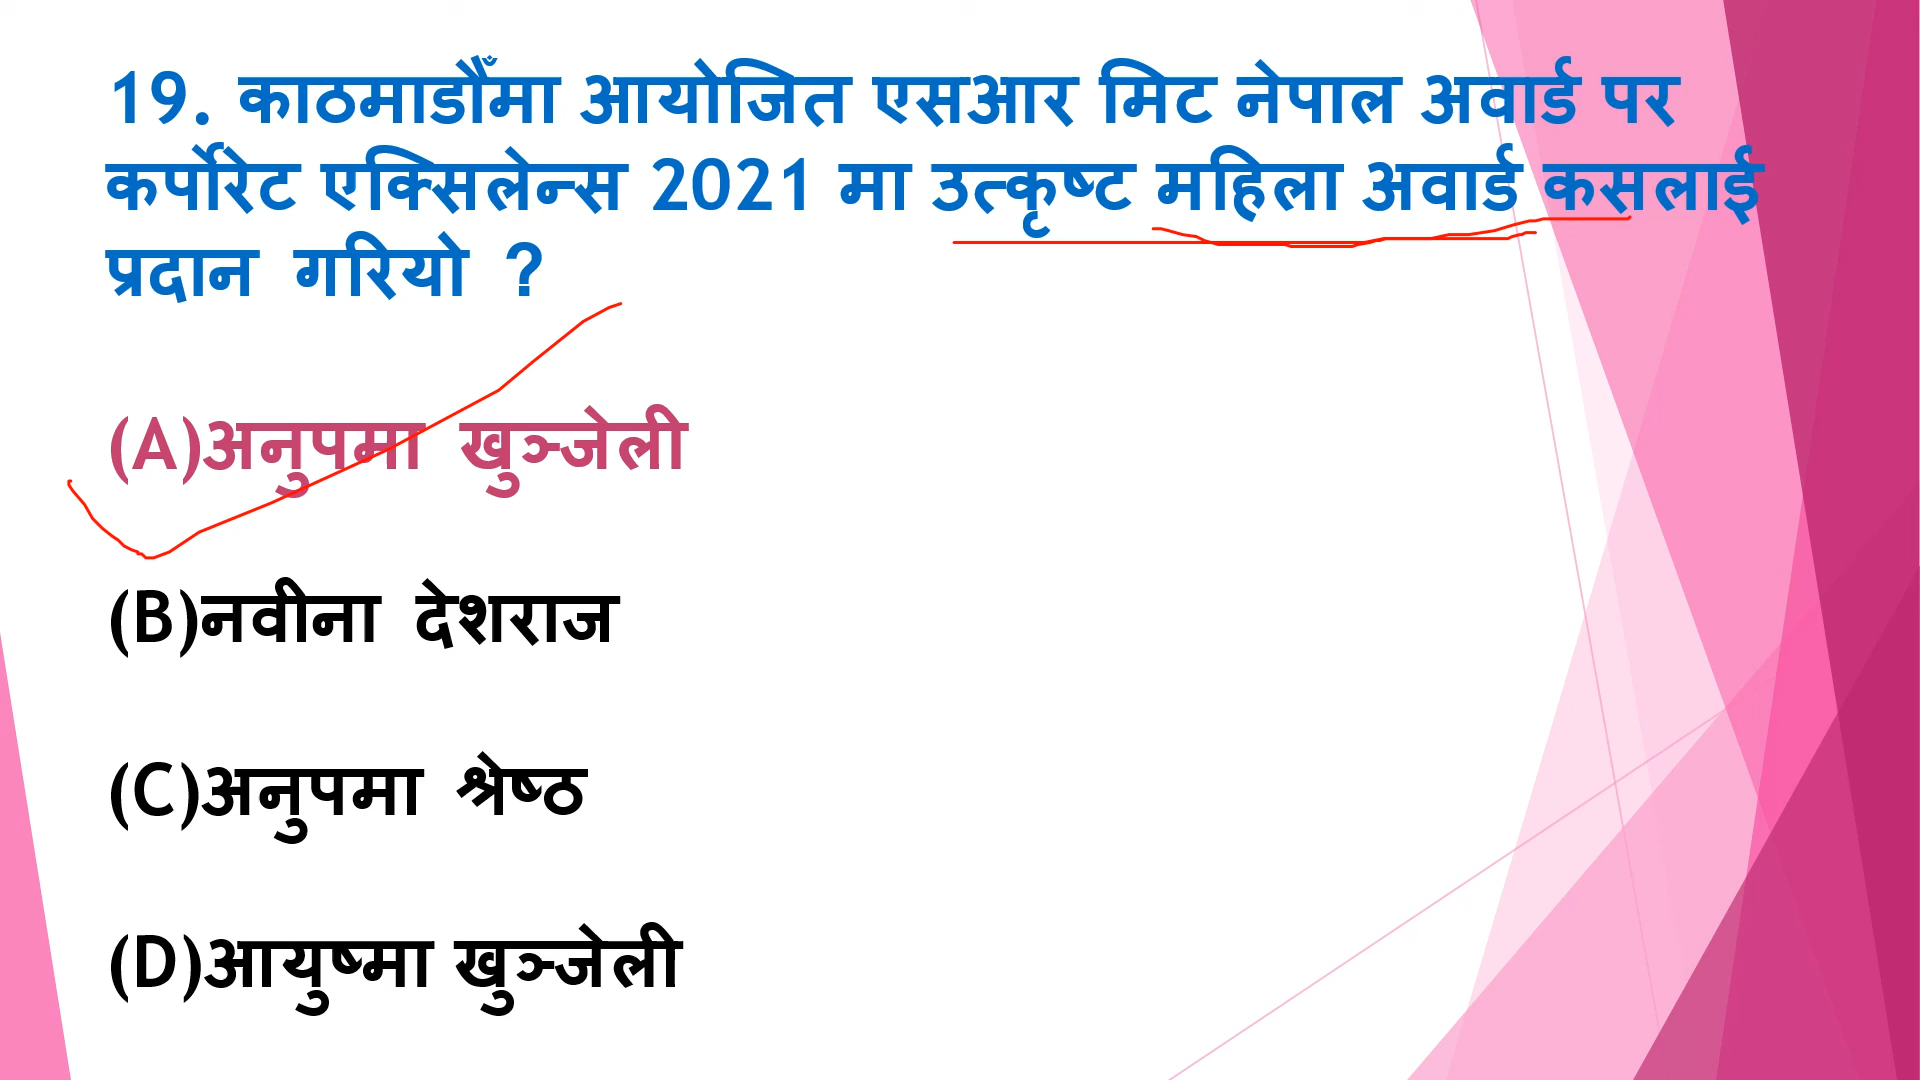 19. काठमाडौँमा आयोजित एसआर मिट नेपाल अवार्ड पर
कर्पोरेट एक्सिलेन्स 2021 मा उत्कृष्ट महिला अवार्ड कसलाई
प्रदान गरियो ?
(A)अनुपमा खुञ्जेली
(B)नवीना देशराज
(C)अनुपमा श्रेष्ठ
(D)आयुष्मा खुञ्जेली